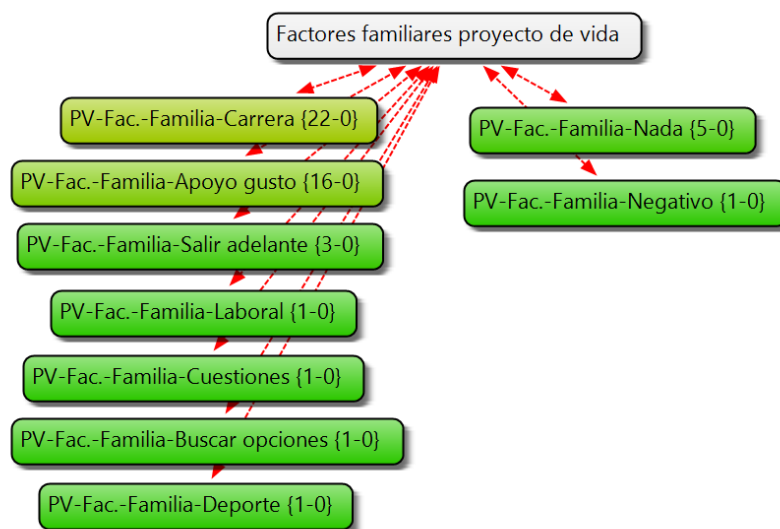 Factores familiares proyecto de vida
PV-Fac.-Familia-Carrera {22-0}
PV-Fac.-Familia-Apoyo gusto {16-0}
PV-Fac.-Familia-Salir adelante {3-0}
PV-Fac.-Familia-Laboral {1-0}
PV-Fac.-Familia-Cuestiones {1-0}
PV-Fac.-Familia-Buscar opciones {1-0}
PV-Fac.-Familia-Deporte {1-0}
PV-Fac.-Familia-Nada {5-0}
PV-Fac.-Familia-Negativo {1-0}